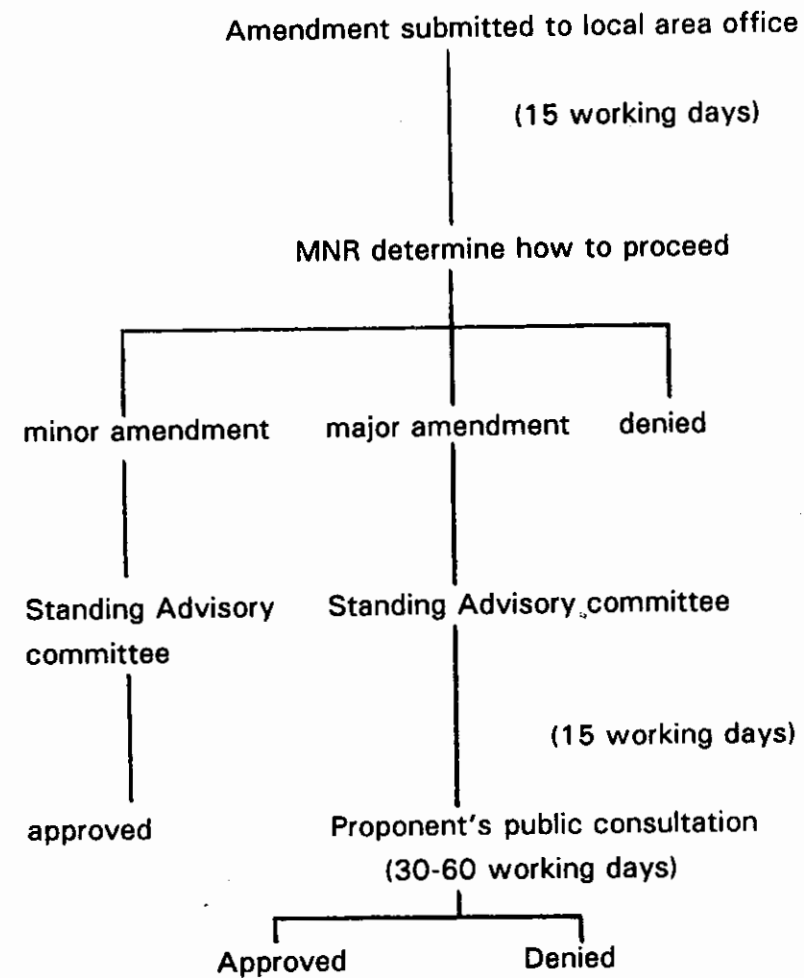 Amendment submitted to local area office
(15 working days)
MNR determine how to proceed
minor amendment
major amendment
denied
Standing Advisory
committee
Standing Advisory committee
(15 working days)
approved
Proponent's public consultation
(30-60 working days)
Approved
Denied